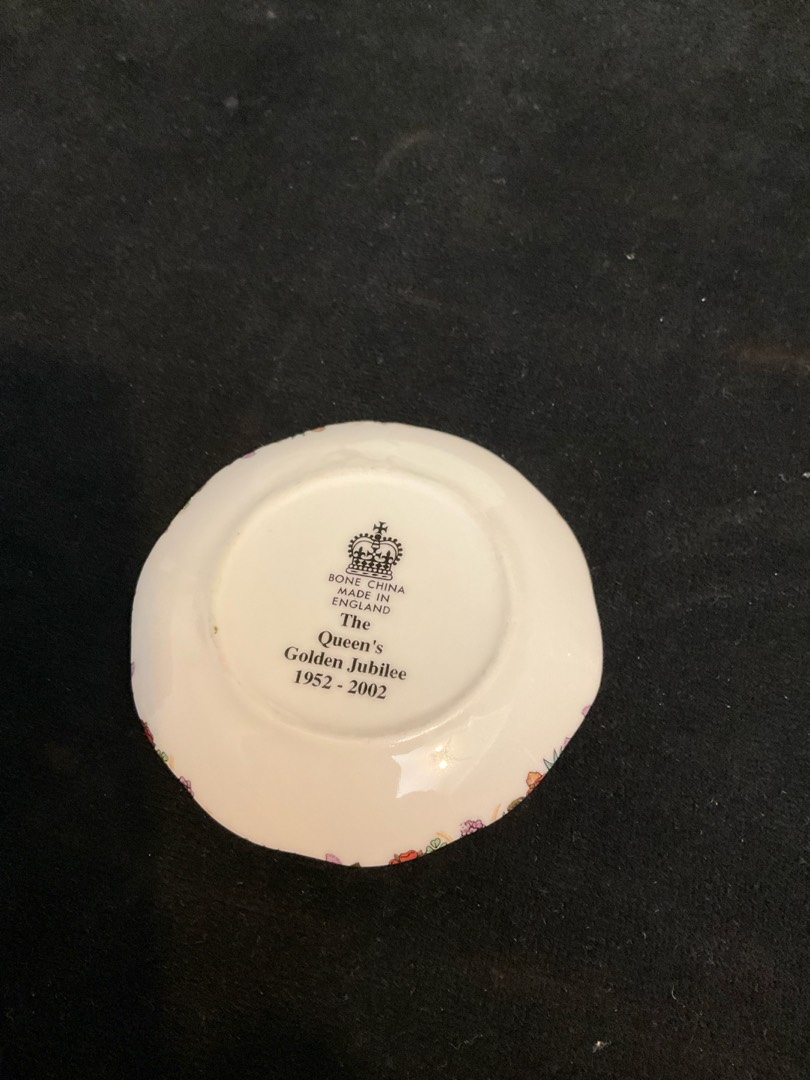 BONE CHINA
MADE IN
ENGLAND
The
Queen's
Golden Jubilee
1952 - 2002